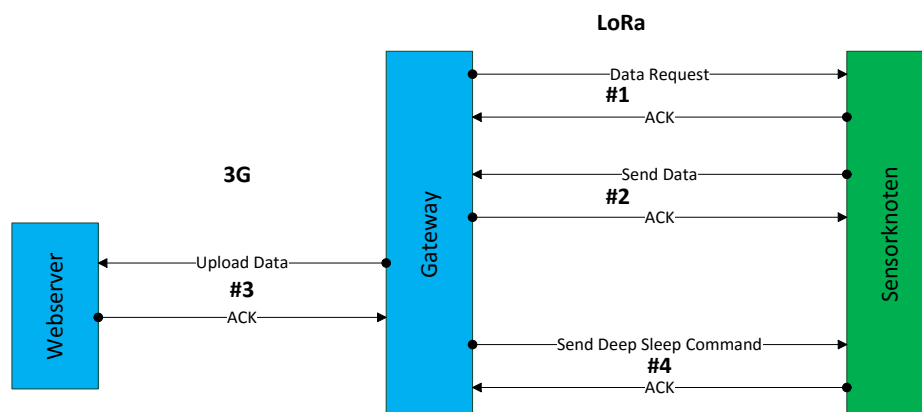 LoRa
Data Request
#1
ACK
3G
Send Data
#2
ACK
Upload Data
#3
ACK
Send Deep Sleep Command
#4
ACK
Webserver
Gateway
Sensorknoten